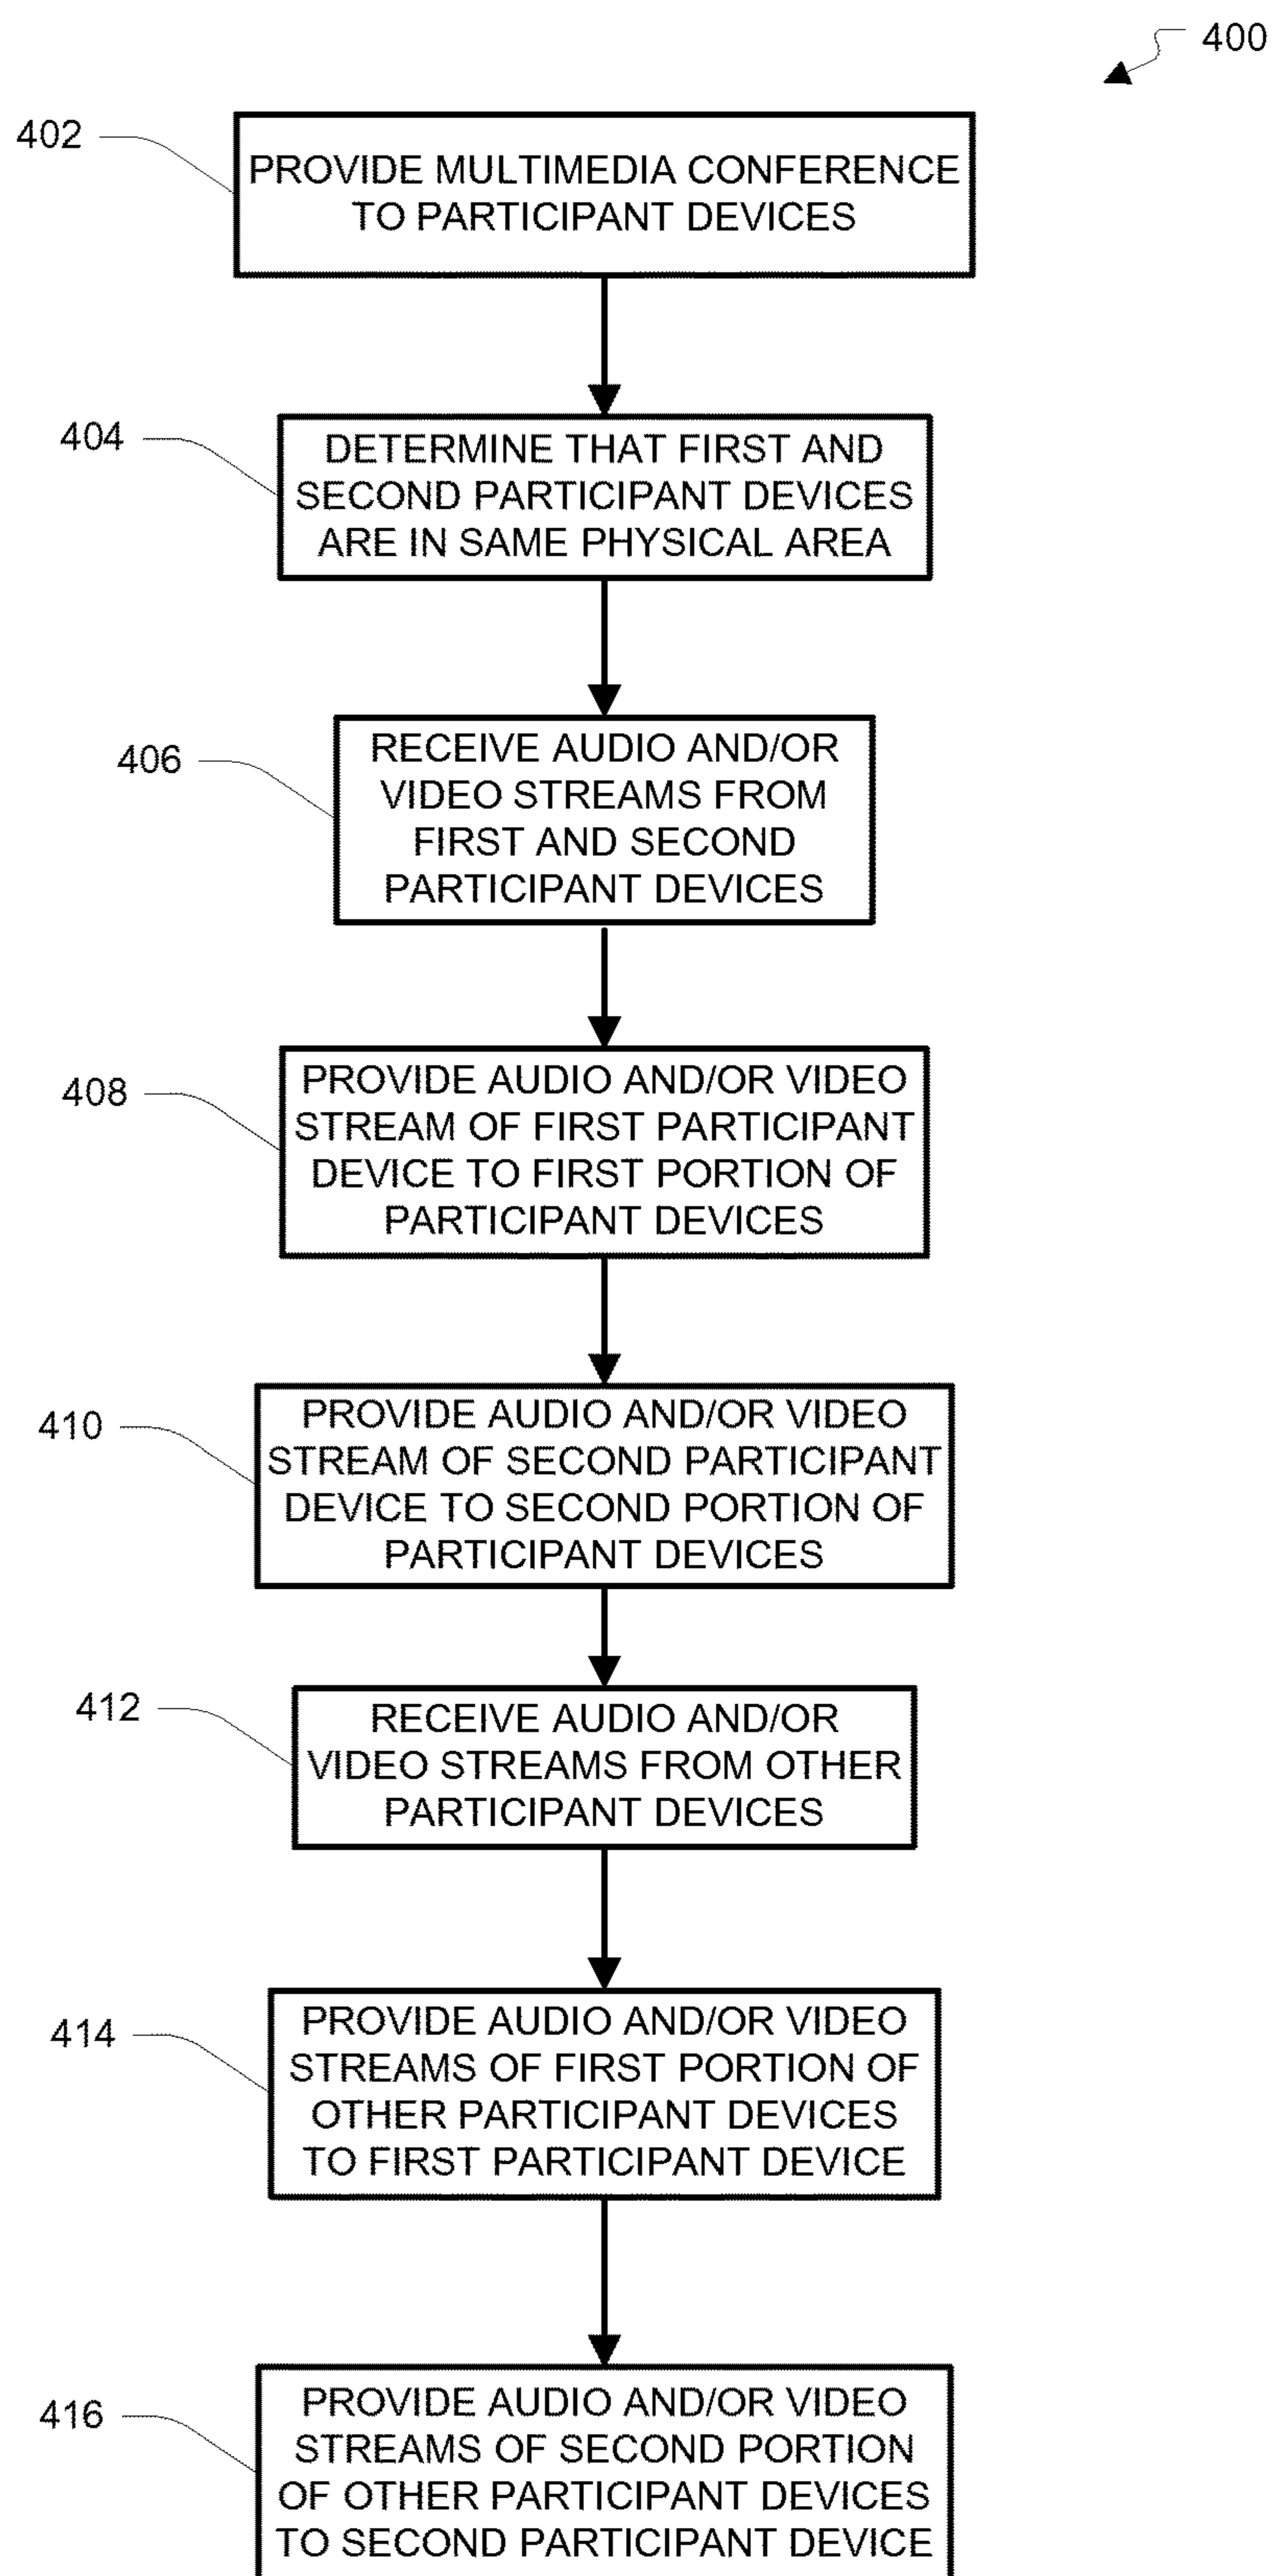 400
402
PROVIDE MULTIMEDIA CONFERENCE
TO PARTICIPANT DEVICES
404
DETERMINE THAT FIRST AND
SECOND PARTICIPANT DEVICES
ARE IN SAME PHYSICAL AREA
406
RECEIVE AUDIO AND/OR
VIDEO STREAMS FROM
FIRST AND SECOND
PARTICIPANT DEVICES
408
PROVIDE AUDIO AND/OR VIDEO
STREAM OF FIRST PARTICIPANT
DEVICE TO FIRST PORTION OF
PARTICIPANT DEVICES
410
PROVIDE AUDIO AND/OR VIDEO
STREAM OF SECOND PARTICIPANT
DEVICE TO SECOND PORTION OF
PARTICIPANT DEVICES
412
RECEIVE AUDIO AND/OR
VIDEO STREAMS FROM OTHER
PARTICIPANT DEVICES
414
PROVIDE AUDIO AND/OR VIDEO
STREAMS OF FIRST PORTION OF
OTHER PARTICIPANT DEVICES
TO FIRST PARTICIPANT DEVICE
416
PROVIDE AUDIO AND/OR VIDEO
STREAMS OF SECOND PORTION
OF OTHER PARTICIPANT DEVICES
TO SECOND PARTICIPANT DEVICE